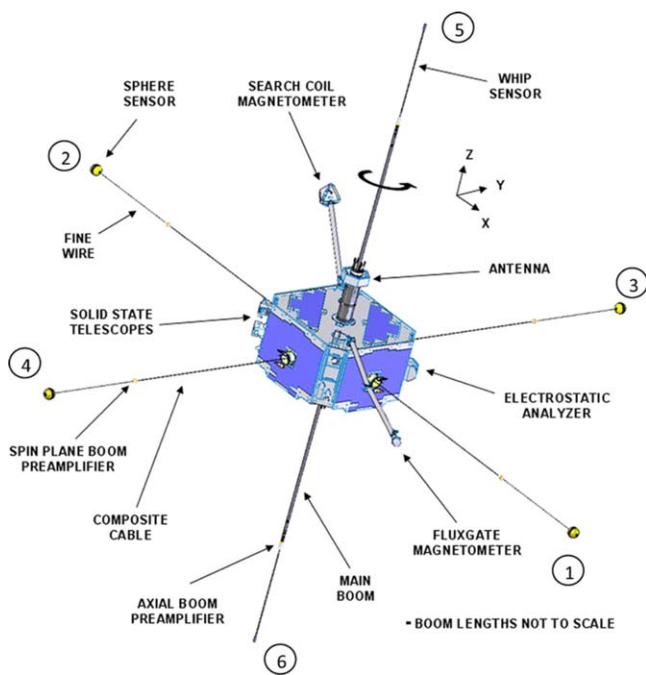 5
SPHERE
SENSOR
SEARCH COIL
MAGNETOMETER
WHIP
SENSOR
2
Z
Y
X
FINE
WIRE
ANTENNA
3
SOLID STATE
TELESCOPES
4
ELECTROSTATIC
ANALYZER
SPIN PLANE BOOM
PREAMPLIFIER
COMPOSITE
CABLE
FLUXGATE
MAGNETOMETER
1
AXIAL BOOM
PREAMPLIFIER
MAIN
BOOM
- BOOM LENGTHS NOT TO SCALE
6